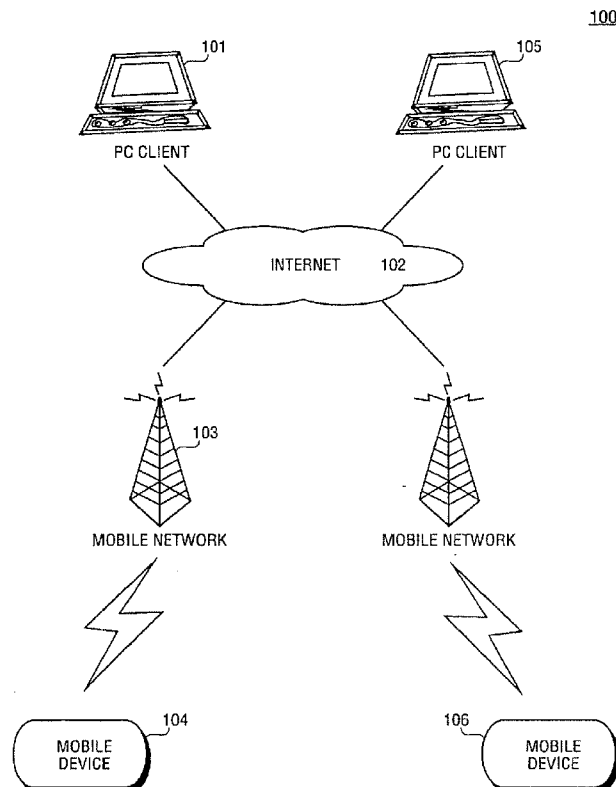 100
101
105
PC CLIENT
PC CLIENT
INTERNET 102
103
MOBILE NETWORK
MOBILE NETWORK
104
MOBILE
DEVICE
106
MOBILE
DEVICE